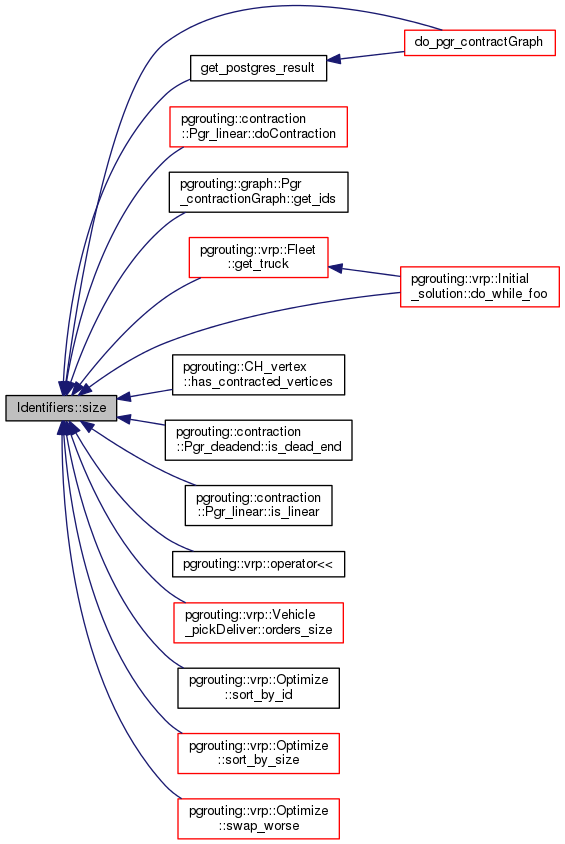 do_pgr_contractGraph
get_postgres_result
pgrouting::contraction
::Pgr_linear::doContraction
pgrouting::graph::Pgr
_contractionGraph::get_ids
pgrouting::vrp::Fleet
::get_truck
pgrouting::vrp::Initial
_solution::do_while_foo
pgrouting::CH_vertex
::has_contracted_vertices
Identifiers::size
pgrouting::contraction
::Pgr_deadend::is_dead_end
pgrouting::contraction
::Pgr_linear::is_linear
pgrouting::vrp::operator<<
pgrouting::vrp::Vehicle
_pickDeliver::orders_size
pgrouting::vrp::Optimize
::sort_by_id
pgrouting::vrp::Optimize
::sort_by_size
pgrouting::vrp::Optimize
::swap_worse